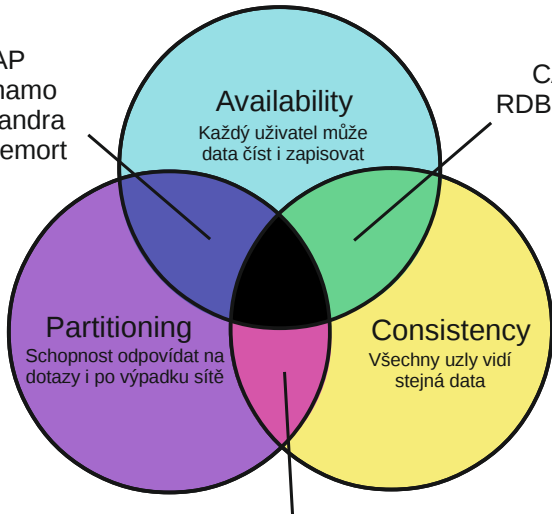 AP
Availability
Každý uživatel může
data číst i zapisovat
Partitioning
Schopnost odpovídat na
dotazy i po výpadku sítě
Consistency
Všechny uzly vidí
stejná data